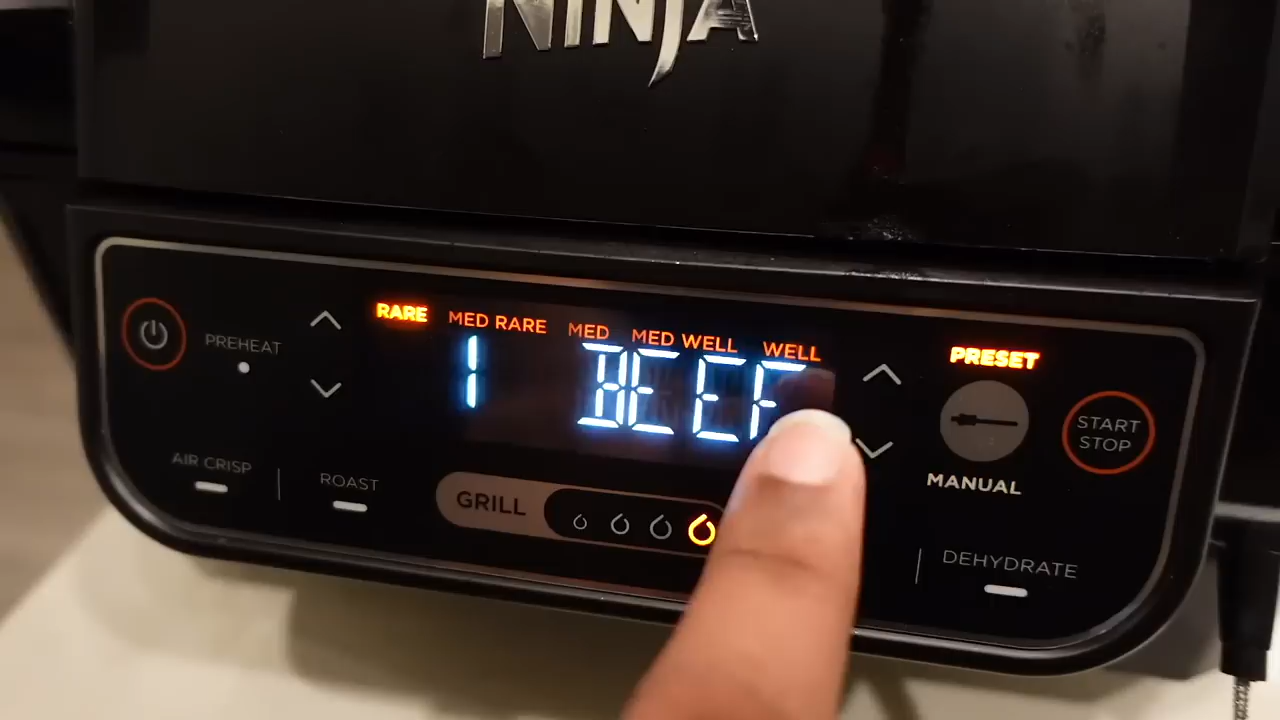 NINJA
PREHEAT
RARE MED RARE MED MED WELL WELL
1 BEEF
PRESET
MANUAL
START
STOP
AIR CRISP
ROAST
GRILL
DEHYDRATE